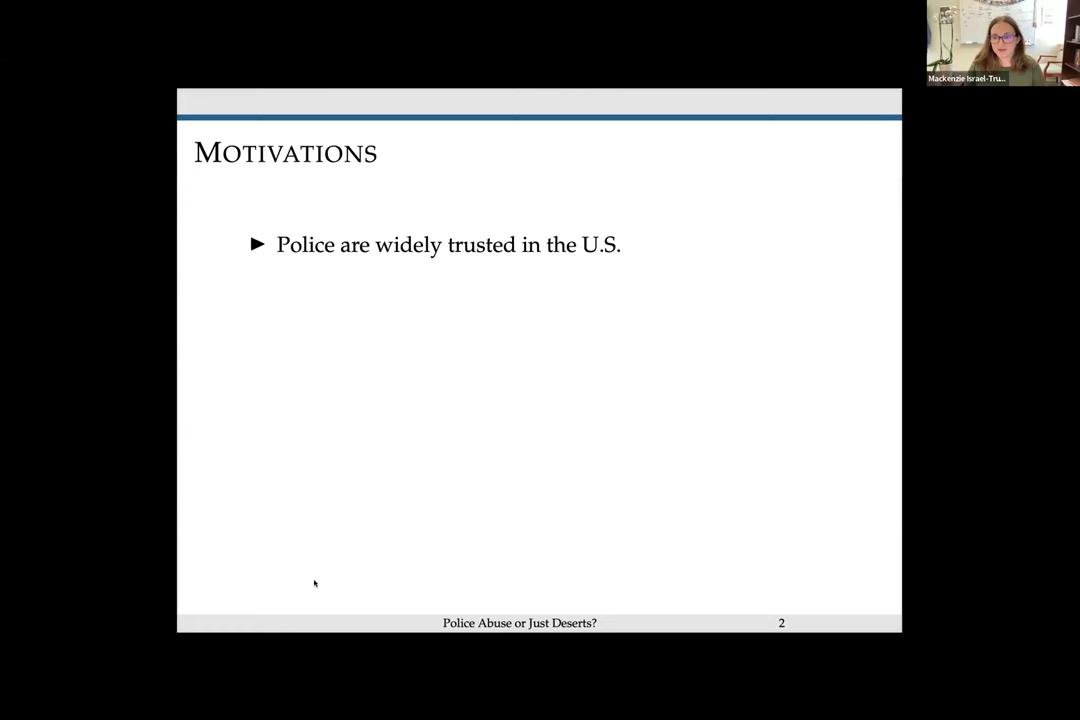 Mackenzie Israel-Tru...
MOTIVATIONS
► Police are widely trusted in the U.S.
Police Abuse or Just Deserts?
2